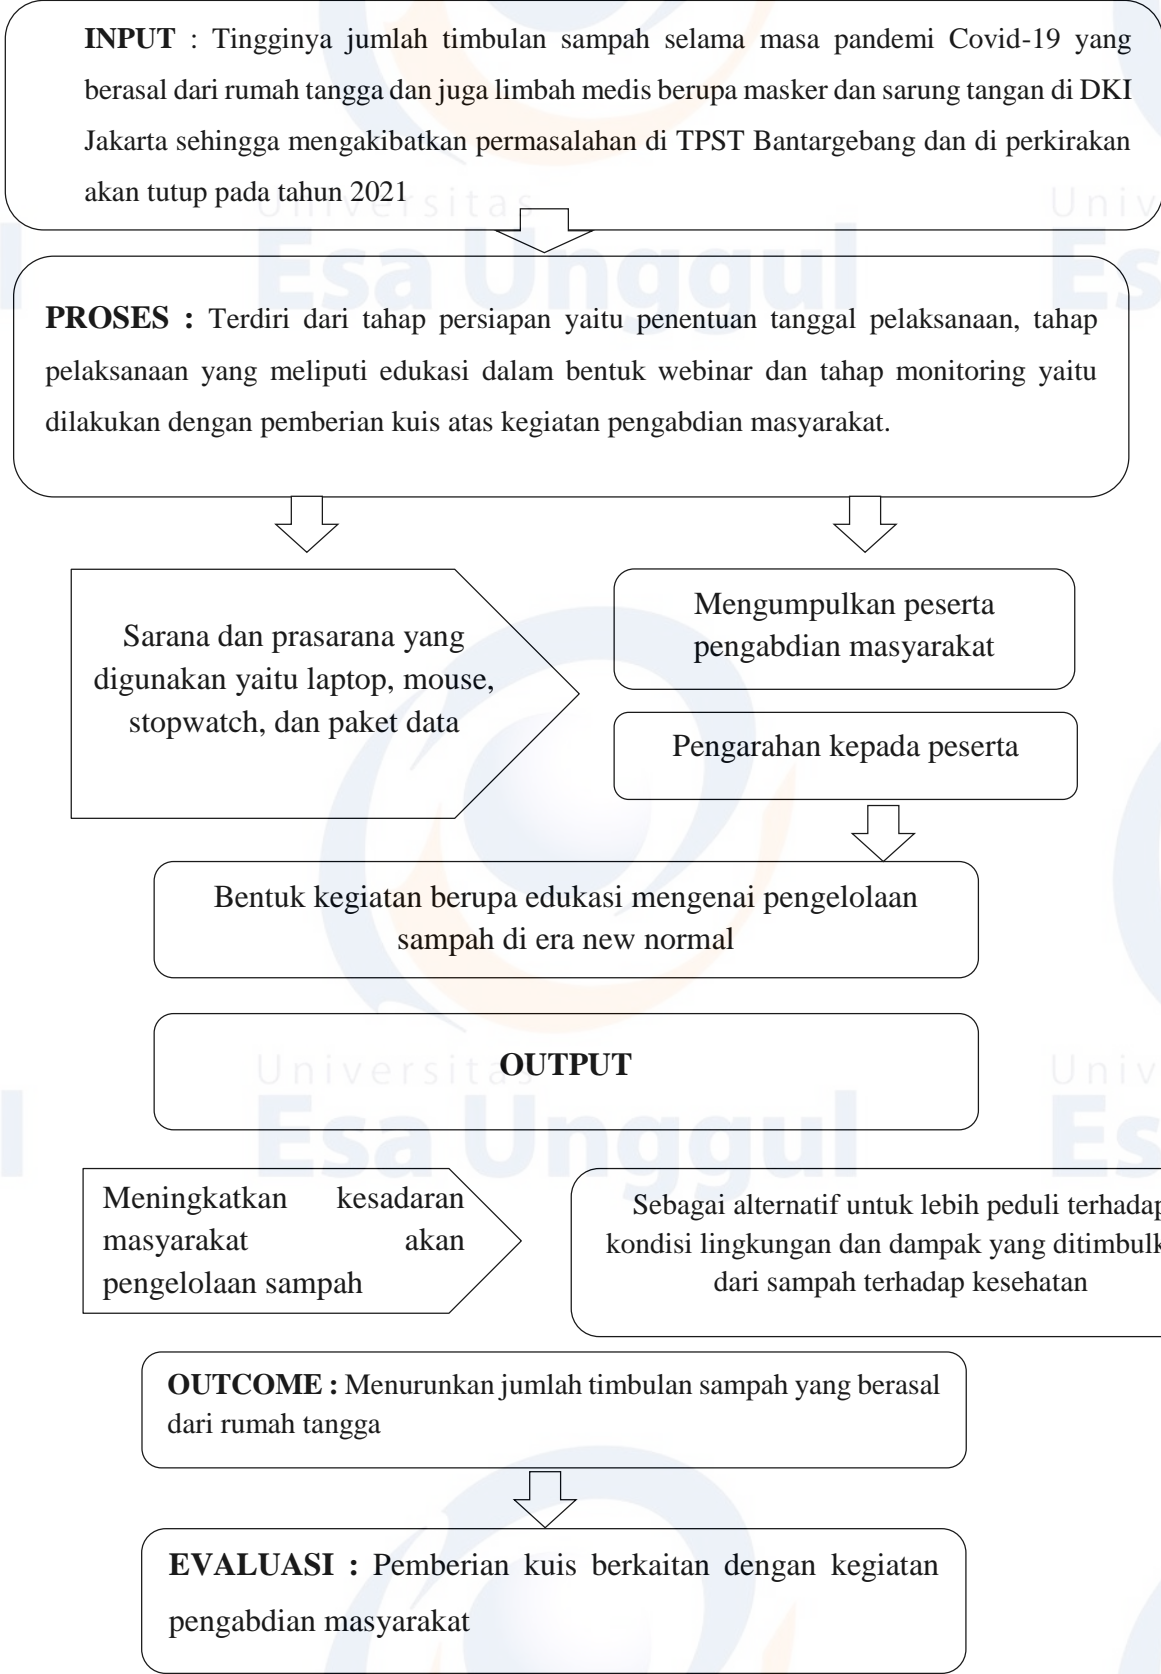 INPUT : Tingginya jumlah timbulan sampah selama masa pandemi Covid-19 yang
berasal dari rumah tangga dan juga limbah medis berupa masker dan sarung tangan di DKI
Jakarta sehingga mengakibatkan permasalahan di TPST Bantargebang dan di perkirakan
akan tutup pada tahun 2021
Universitas
Esa Unggul
PROSES : Terdiri dari tahap persiapan yaitu penentuan tanggal pelaksanaan, tahap
pelaksanaan yang meliputi edukasi dalam bentuk webinar dan tahap monitoring yaitu
dilakukan dengan pemberian kuis atas kegiatan pengabdian masyarakat.
Sarana dan prasarana yang
digunakan yaitu laptop, mouse,
stopwatch, dan paket data
Mengumpulkan peserta
pengabdian masyarakat
Pengarahan kepada peserta
Bentuk kegiatan berupa edukasi mengenai pengelolaan
sampah di era new normal
OUTPUT
Universitas
Esa Unggul
Meningkatkan kesadaran
masyarakat akan
pengelolaan sampah
Sebagai alternatif untuk lebih peduli terhadap
kondisi lingkungan dan dampak yang ditimbulk
dari sampah terhadap kesehatan
OUTCOME : Menurunkan jumlah timbulan sampah yang berasal
dari rumah tangga
EVALUASI : Pemberian kuis berkaitan dengan kegiatan
pengabdian masyarakat